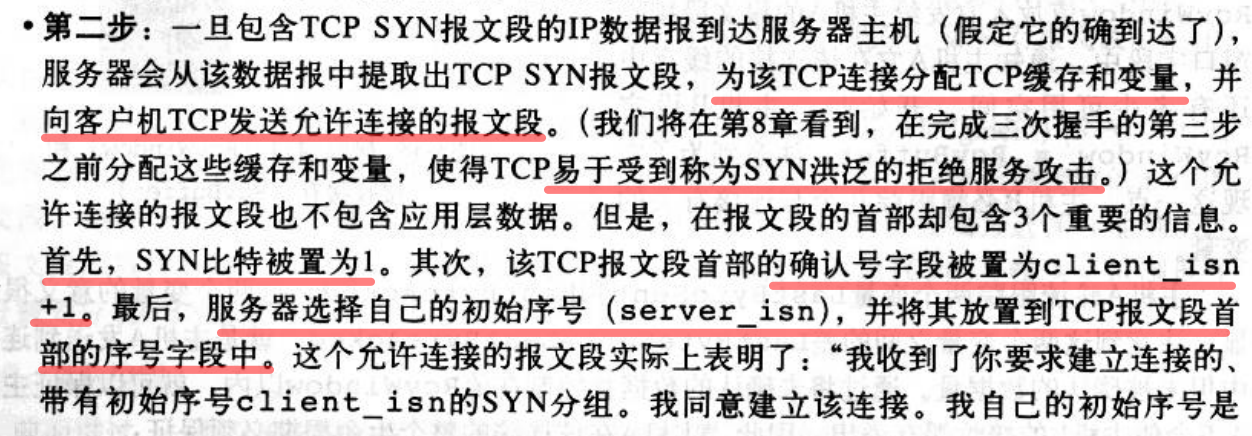 •第二步：一旦包含TCP SYN报文段的IP数据报到达服务器主机（假定它的确到达了），
服务器会从该数据报中提取出TCP SYN报文段，为该TCP连接分配TCP缓存和变量，并
向客户机TCP发送允许连接的报文段。（我们将在第8章看到，在完成三次握手的第三步
之前分配这些缓存和变量，使得TCP易于受到称为SYN洪泛的拒绝服务攻击。）这个允
许连接的报文段也不包含应用层数据。但是，在报文段的首部却包含3个重要的信息。
首先，SYN比特被置为1。其次，该TCP报文段首部的确认号字段被置为client_isn
+1。最后，服务器选择自己的初始序号（server_isn），并将其放置到TCP报文段首
部的序号字段中。这个允许连接的报文段实际上表明了：“我收到了你要求建立连接的、
带有初始序号client_isn的SYN分组。我同意建立该连接。我自己的初始序号是